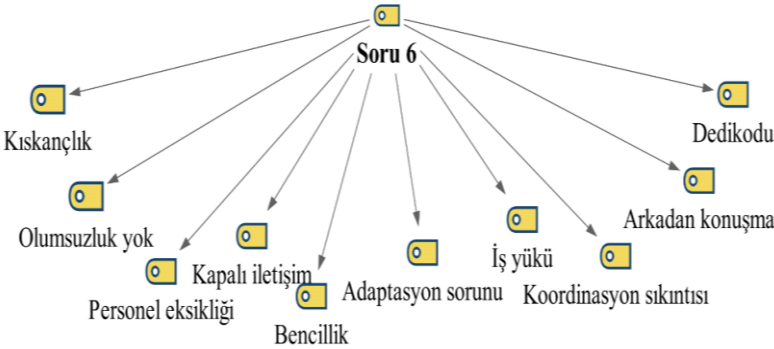 Soru 6
Kıskançlık
Dedikodu
Olumsuzluk yok
Arkadan konuşma
Kapalı iletişim
İş yükü
Personel eksikliği
Adaptasyon sorunu
Koordinasyon sıkıntısı
Bencillik